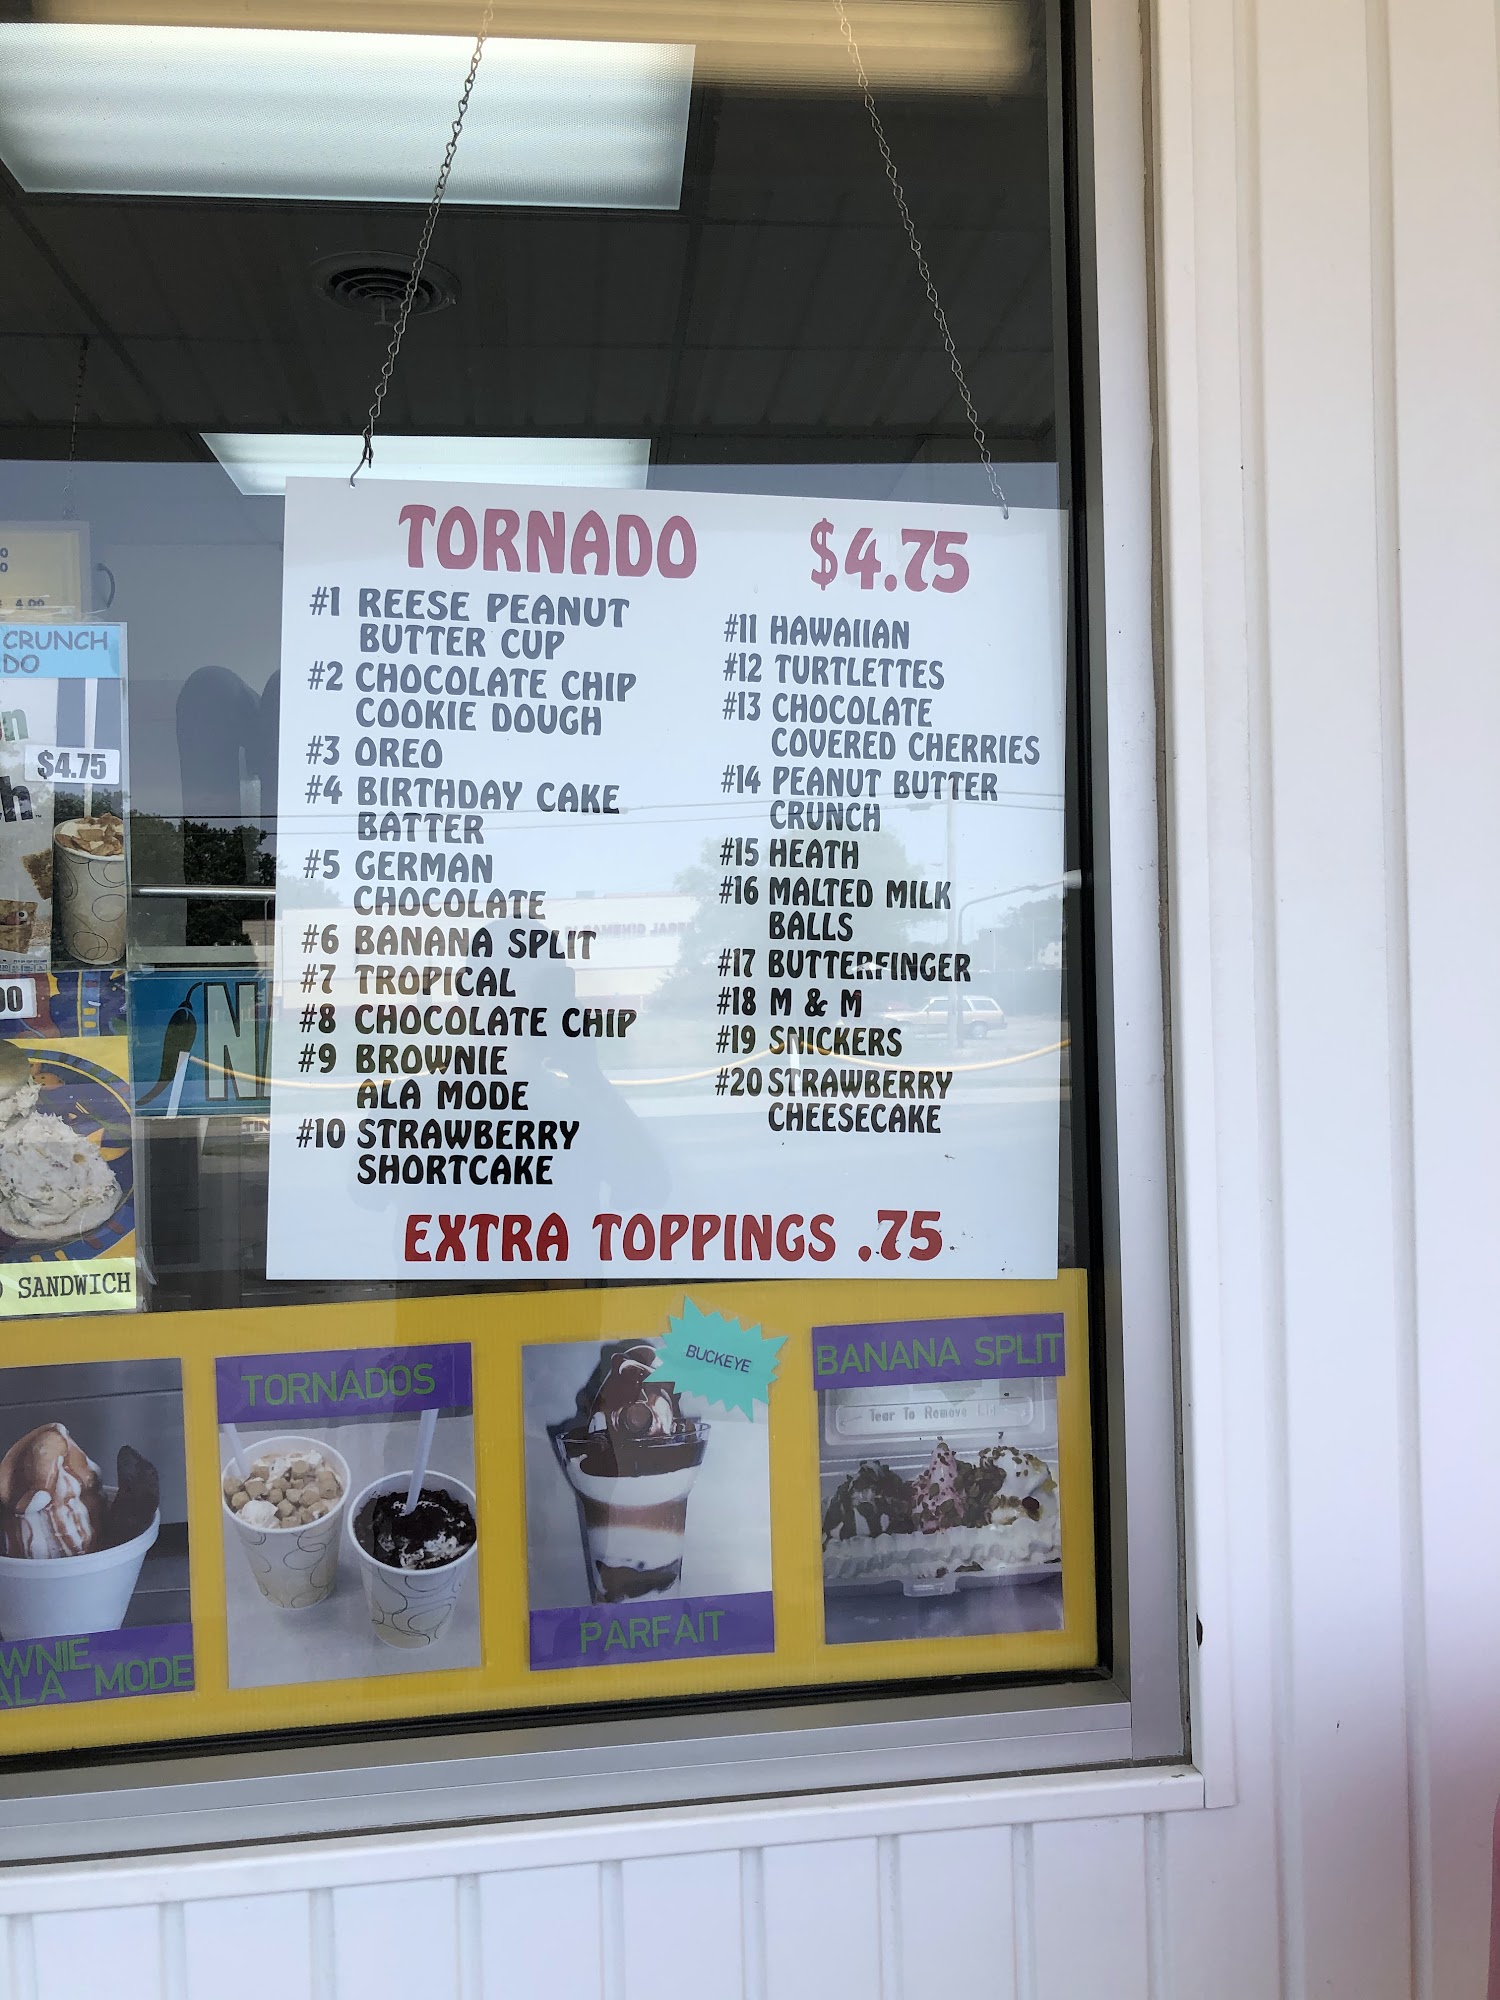 TORNADO $4.75
#1 REESE PEANUT
BUTTER CUP
#2 CHOCOLATE CHIP
COOKIE DOUGH
#3 OREO
#4 BIRTHDAY CAKE
BATTER
#5 GERMAN
CHOCOLATE
#6 BANANA SPLIT
#7 TROPICAL
#8 CHOCOLATE CHIP
#9 BROWNIE
ALA MODE
#10 STRAWBERRY
SHORTCAKE
#11 HAWAIIAN
#12 TURTLETTES
#13 CHOCOLATE
COVERED CHERRIES
#14 PEANUT BUTTER
CRUNCH
#15 HEATH
#16 MALTED MILK
BALLS
#17 BUTTERFINGER
#18 M & M
#19 SNICKERS
#20 STRAWBERRY
CHEESECAKE
EXTRA TOPPINGS .75
4.00
CRUNCH
DO
$4.75
00
SANDWICH
WNIE
ALA MODE
TORNADOS
BUCKEYE
PARFAIT
BANANA SPLIT
Tear To Remove